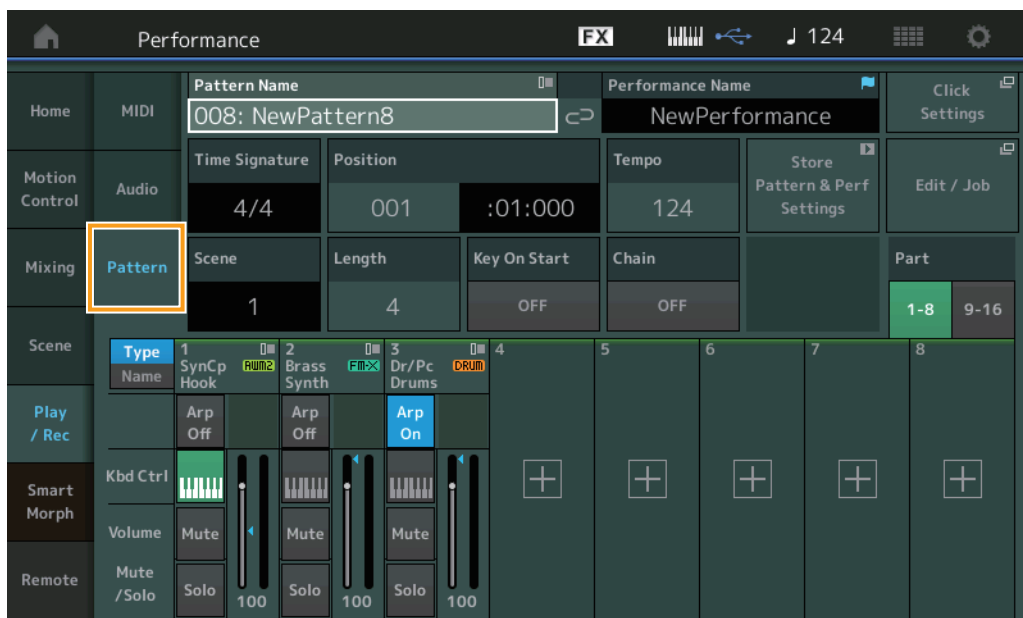 Performance
FX
124
Home
Motion
Control
Mixing
Scene
Play
/ Rec
Smart
Morph
Remote
MIDI
Audio
Pattern
Pattern Name
008: NewPattern8
Performance Name
NewPerformance
Click
Settings
Time Signature
4/4
Position
001
:01:000
Tempo
124
Store
Pattern & Perf
Settings
Edit / Job
Scene
1
Length
4
Key On Start
OFF
Chain
OFF
Part
1-8
9-16
Type
Name
1
SynCp
Hook
AWM2
2
Brass
Synth
FM-X
3
Dr/Pc
Drums
DRUM
4
5
6
7
8
Arp
Off
Arp
Off
Arp
On
Kbd Ctrl
Volume
Mute
/Solo
Mute
Mute
Mute
Solo
100
Solo
100
Solo
100